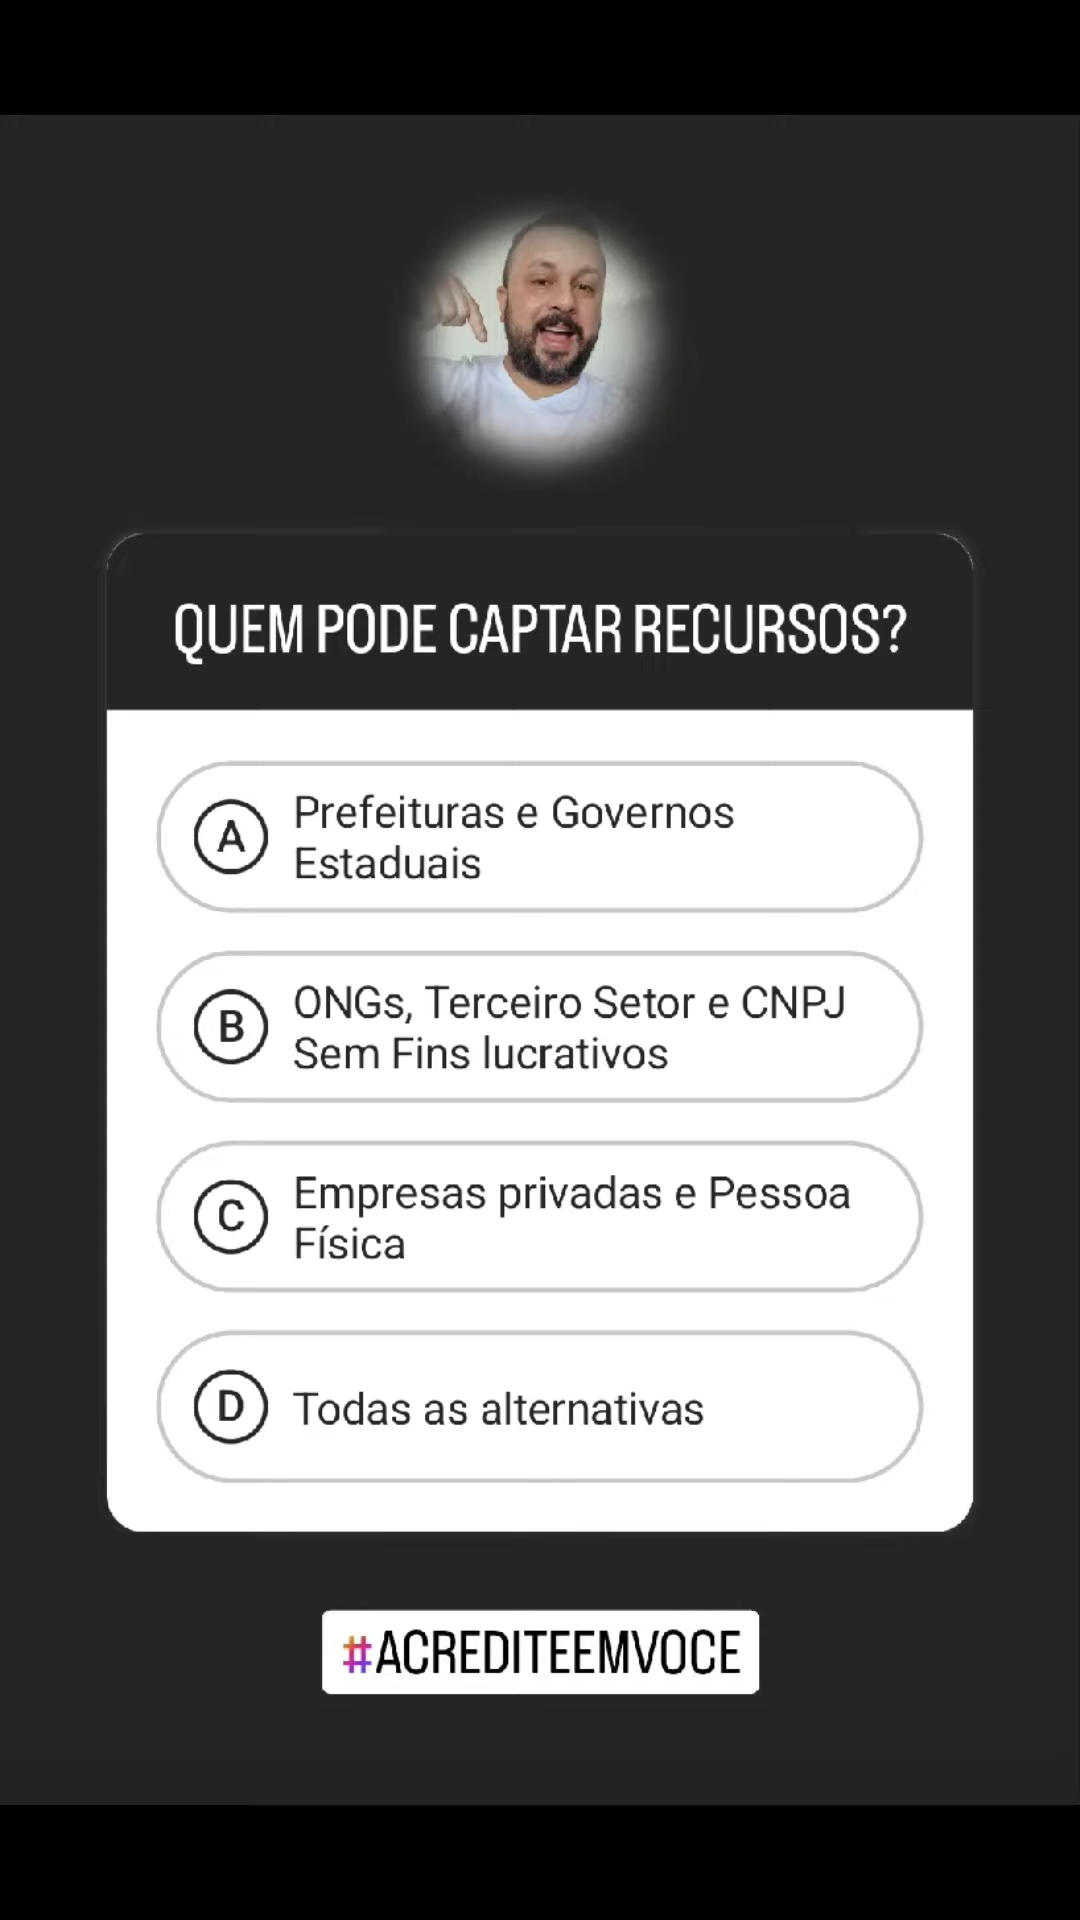 QUEM PODE CAPTAR RECURSOS?
A
Prefeituras e Governos
Estaduais
B
ONGs, Terceiro Setor e CNPJ
Sem Fins lucrativos
C
Empresas privadas e Pessoa
Física
D
Todas as alternativas
#ACREDITEEMVOCE